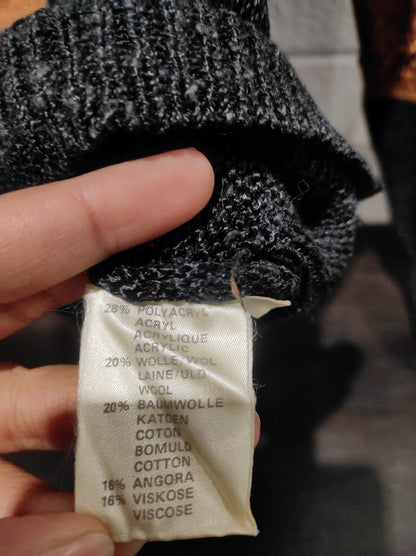 28% POLYACRYL
ACRYL
ACRYLIQUE
ACRYLIC
20% WOLLE/WOL
LAINE/ULD
WOOL
20% BAUMWOLLE
KATOEN
COTON
BOMULD
COTTON
16% ANGORA
16% VISKOSE
VISCOSE